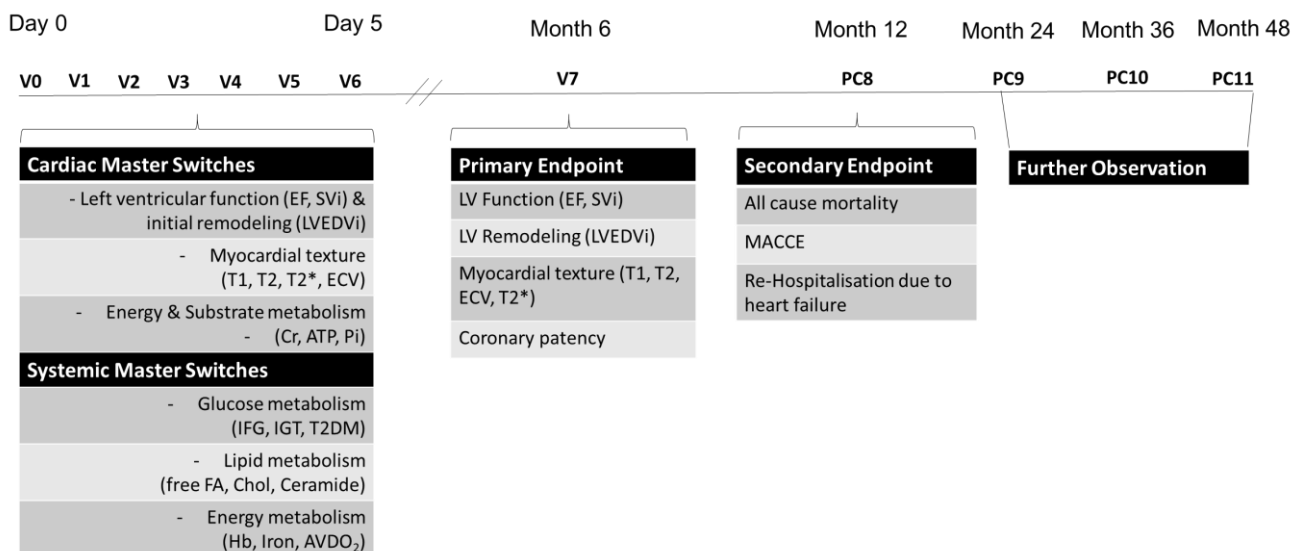 Day 0 Day 5 Month 6 Month 12 Month 24 Month 36 Month 48
V0 V1 V2 V3 V4 V5 V6 // V7 PC8 PC9 PC10 PC11
Cardiac Master Switches
- Left ventricular function (EF, SVi) &
initial remodeling (LVEDVi)
- Myocardial texture
(T1, T2, T2*, ECV)
- Energy & Substrate metabolism
- (Cr, ATP, Pi)
Systemic Master Switches
- Glucose metabolism
(IFG, IGT, T2DM)
- Lipid metabolism
(free FA, Chol, Ceramide)
- Energy metabolism
(Hb, Iron, AVDO₂)
Primary Endpoint
LV Function (EF, SVi)
LV Remodeling (LVEDVi)
Myocardial texture (T1, T2,
ECV, T2*)
Coronary patency
Secondary Endpoint
All cause mortality
MACCE
Re-Hospitalisation due to
heart failure
Further Observation